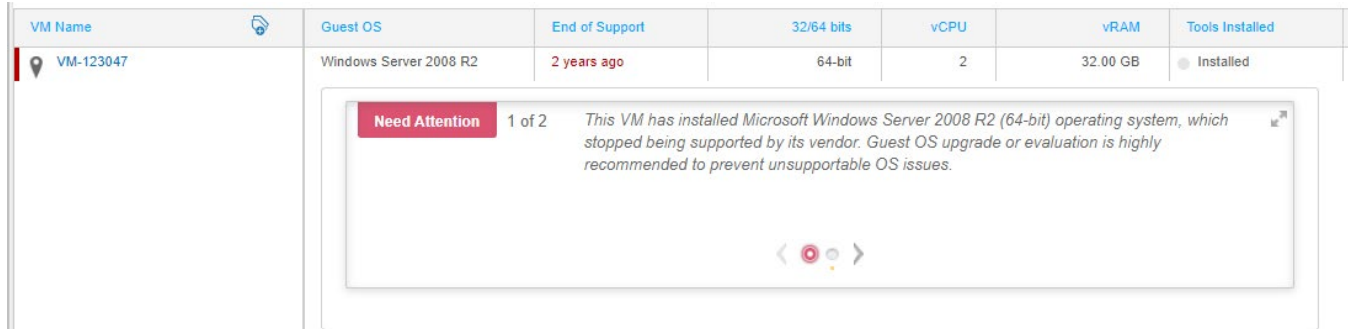 VM Name Guest OS End of Support 32/64 bits vCPU vRAM Tools Installed
VM-123047 Windows Server 2008 R2 2 years ago 64-bit 2 32.00 GB Installed
Need Attention 1 of 2 This VM has installed Microsoft Windows Server 2008 R2 (64-bit) operating system, which
stopped being supported by its vendor. Guest OS upgrade or evaluation is highly
recommended to prevent unsupportable OS issues.